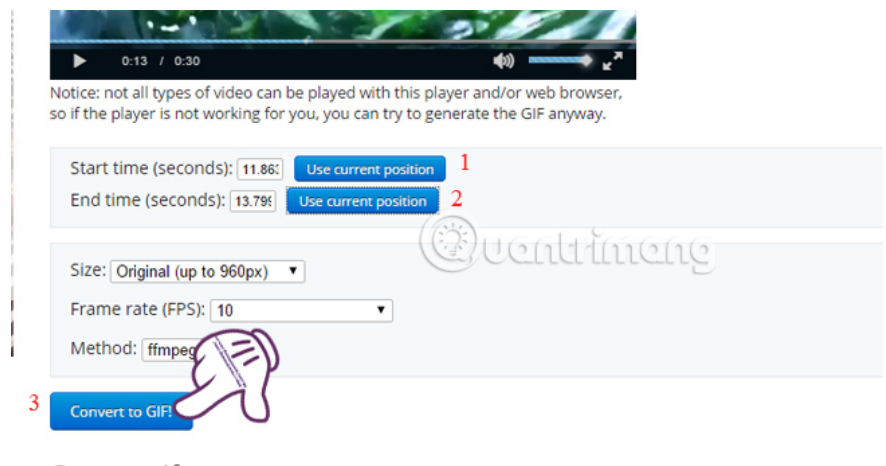 0:13 / 0:30
Notice: not all types of video can be played with this player and/or web browser,
so if the player is not working for you, you can try to generate the GIF anyway.
Start time (seconds): 11.863 Use current position 1
End time (seconds): 13.799 Use current position 2
Quantrimang
Size: Original (up to 960px)
Frame rate (FPS): 10
Method: ffmpeg
3 Convert to GIF!